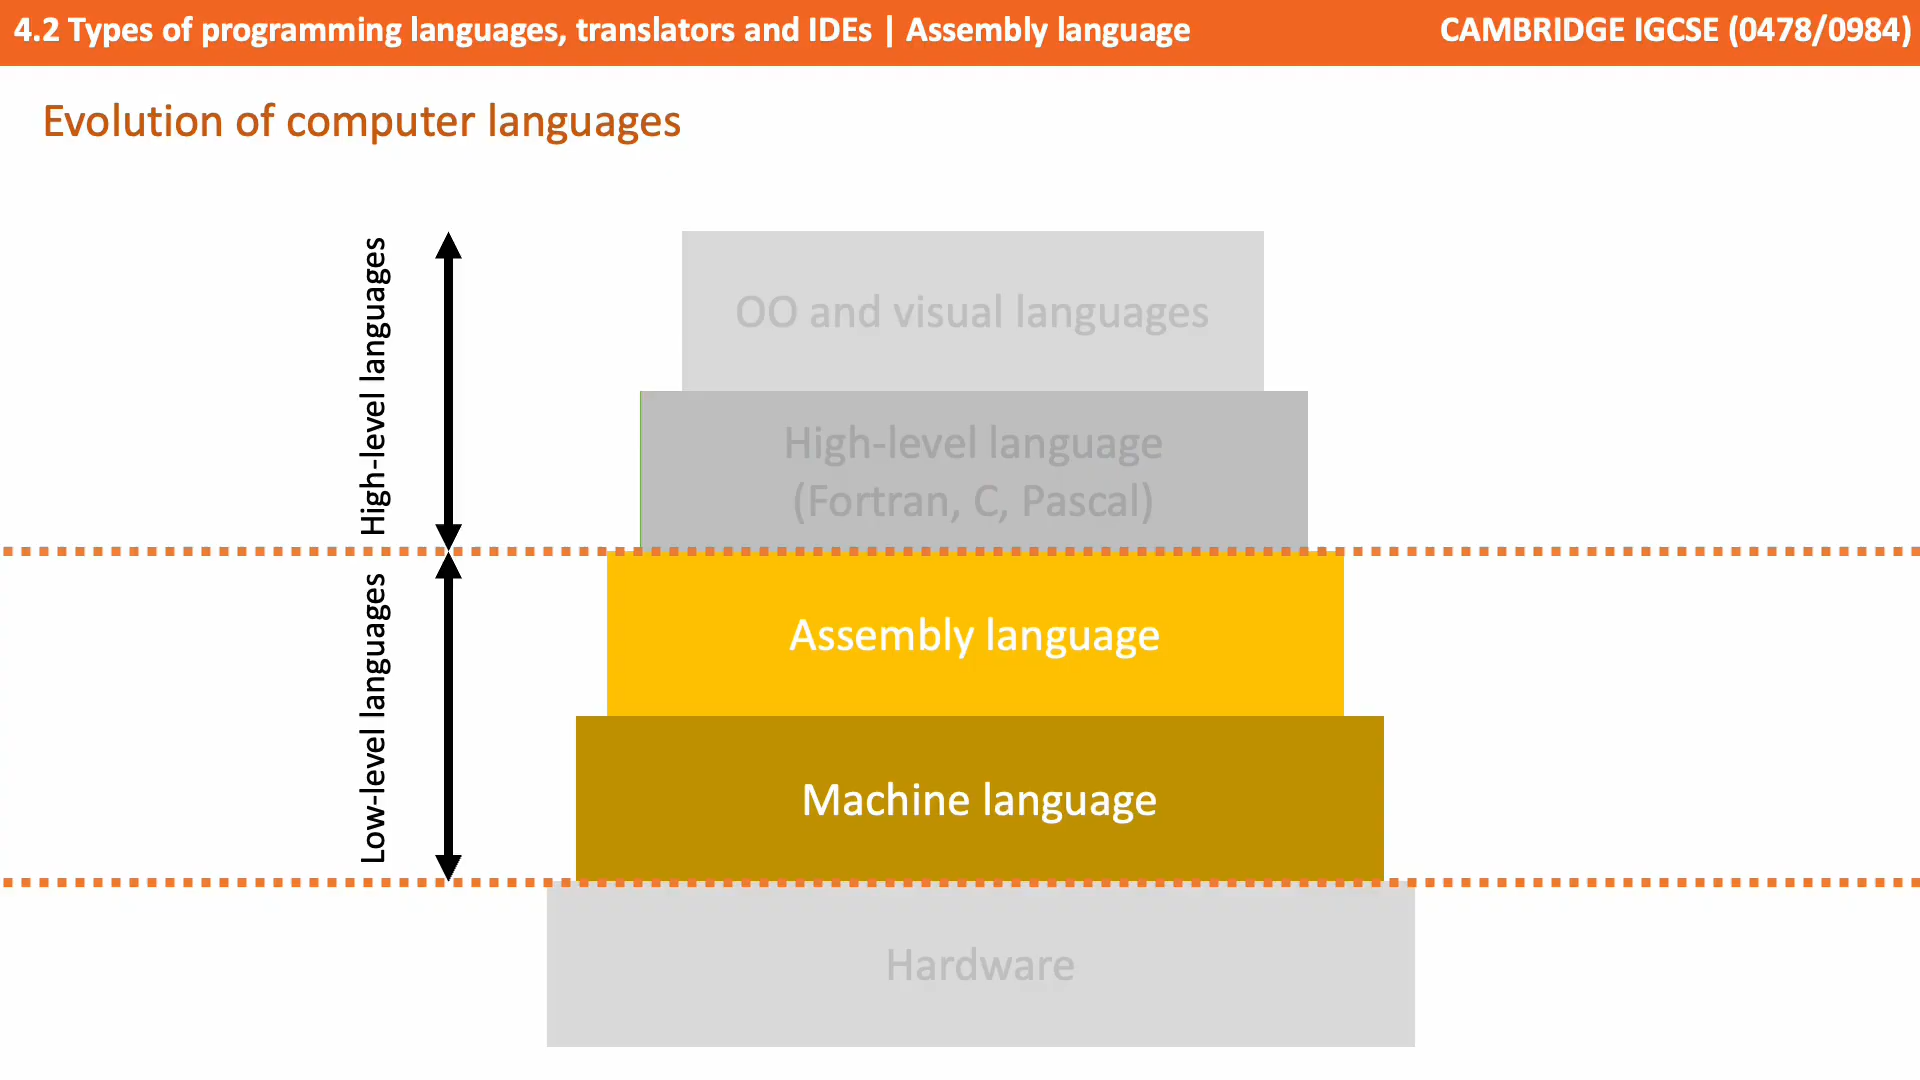 4.2 Types of programming languages, translators and IDEs | Assembly language
CAMBRIDGE IGCSE (0478/0984)
Evolution of computer languages
High-level languages
OO and visual languages
High-level language
(Fortran, C, Pascal)
Low-level languages
Assembly language
Machine language
Hardware